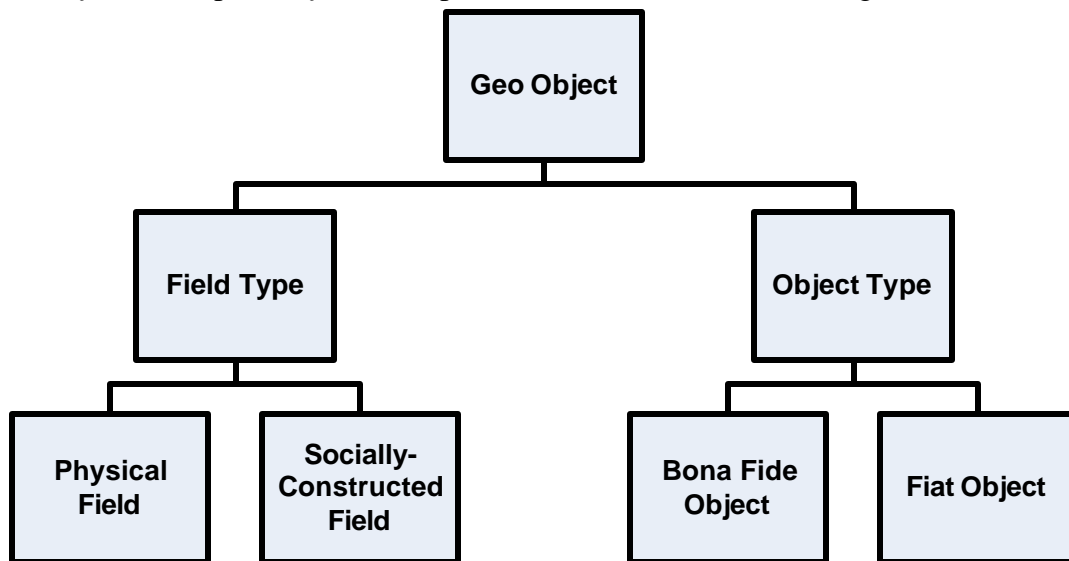 Geo Object
Field Type
Object Type
Physical
Field
Socially-
Constructed
Field
Bona Fide
Object
Fiat Object